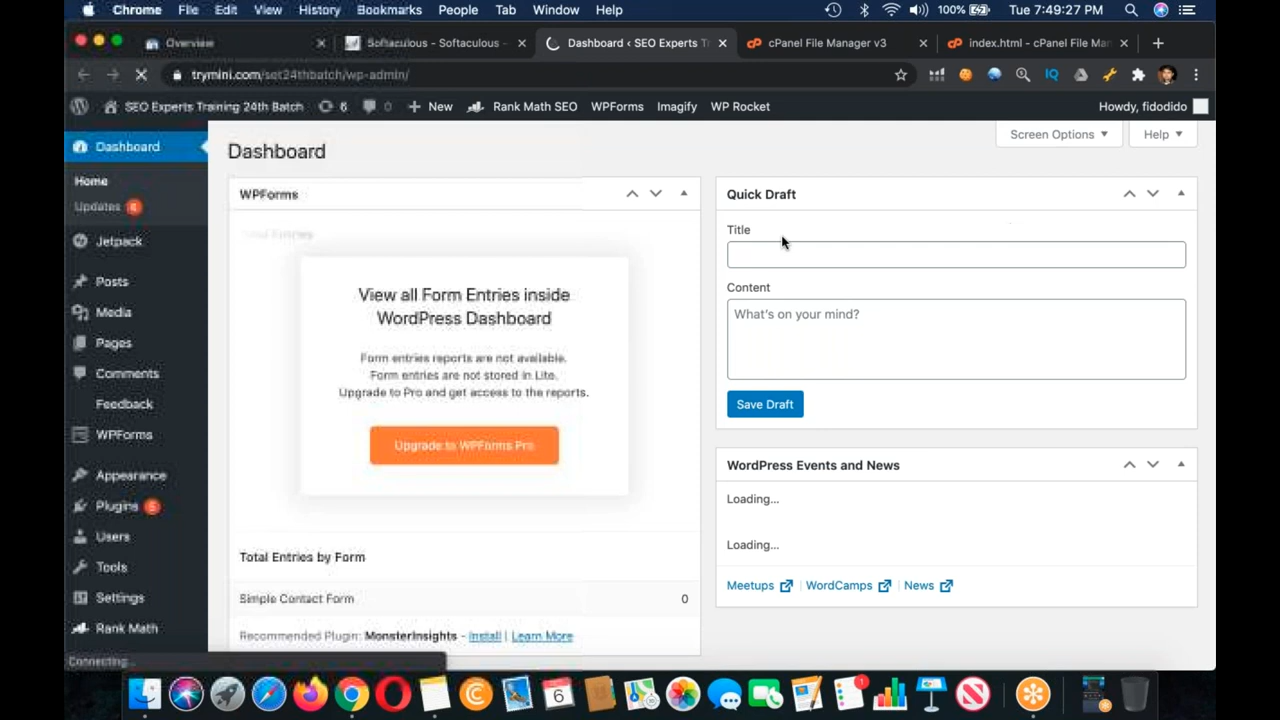 Chrome File Edit View History Bookmarks People Tab Window Help 100% Tue 7:49:27 PM
Overview Softaculous - Softaculous - Dashboard ‹ SEO Experts T cPanel File Manager v3 index.html - cPanel File Man
trymini.com/set24thbatch/wp-admin/ IQ
SEO Experts Training 24th Batch 6 0 New Rank Math SEO WPForms Imagify WP Rocket Howdy, fidodido
Screen Options Help
Dashboard
Home
Updates
Jetpack
Posts
Media
Pages
Comments
Feedback
WPForms
Appearance
Plugins 5
Users
Tools
Settings
Rank Math
Connecting...
Dashboard
WPForms
Total Entries
View all Form Entries inside
WordPress Dashboard
Form entries reports are not available.
Form entries are not stored in Lite.
Upgrade to Pro and get access to the reports.
Upgrade to WPForms Pro
Total Entries by Form
Simple Contact Form 0
Recommended Plugin: MonsterInsights - Install | Learn More
Quick Draft
Title
Content
What's on your mind?
Save Draft
WordPress Events and News
Loading...
Loading...
Meetups | WordCamps | News
6
1